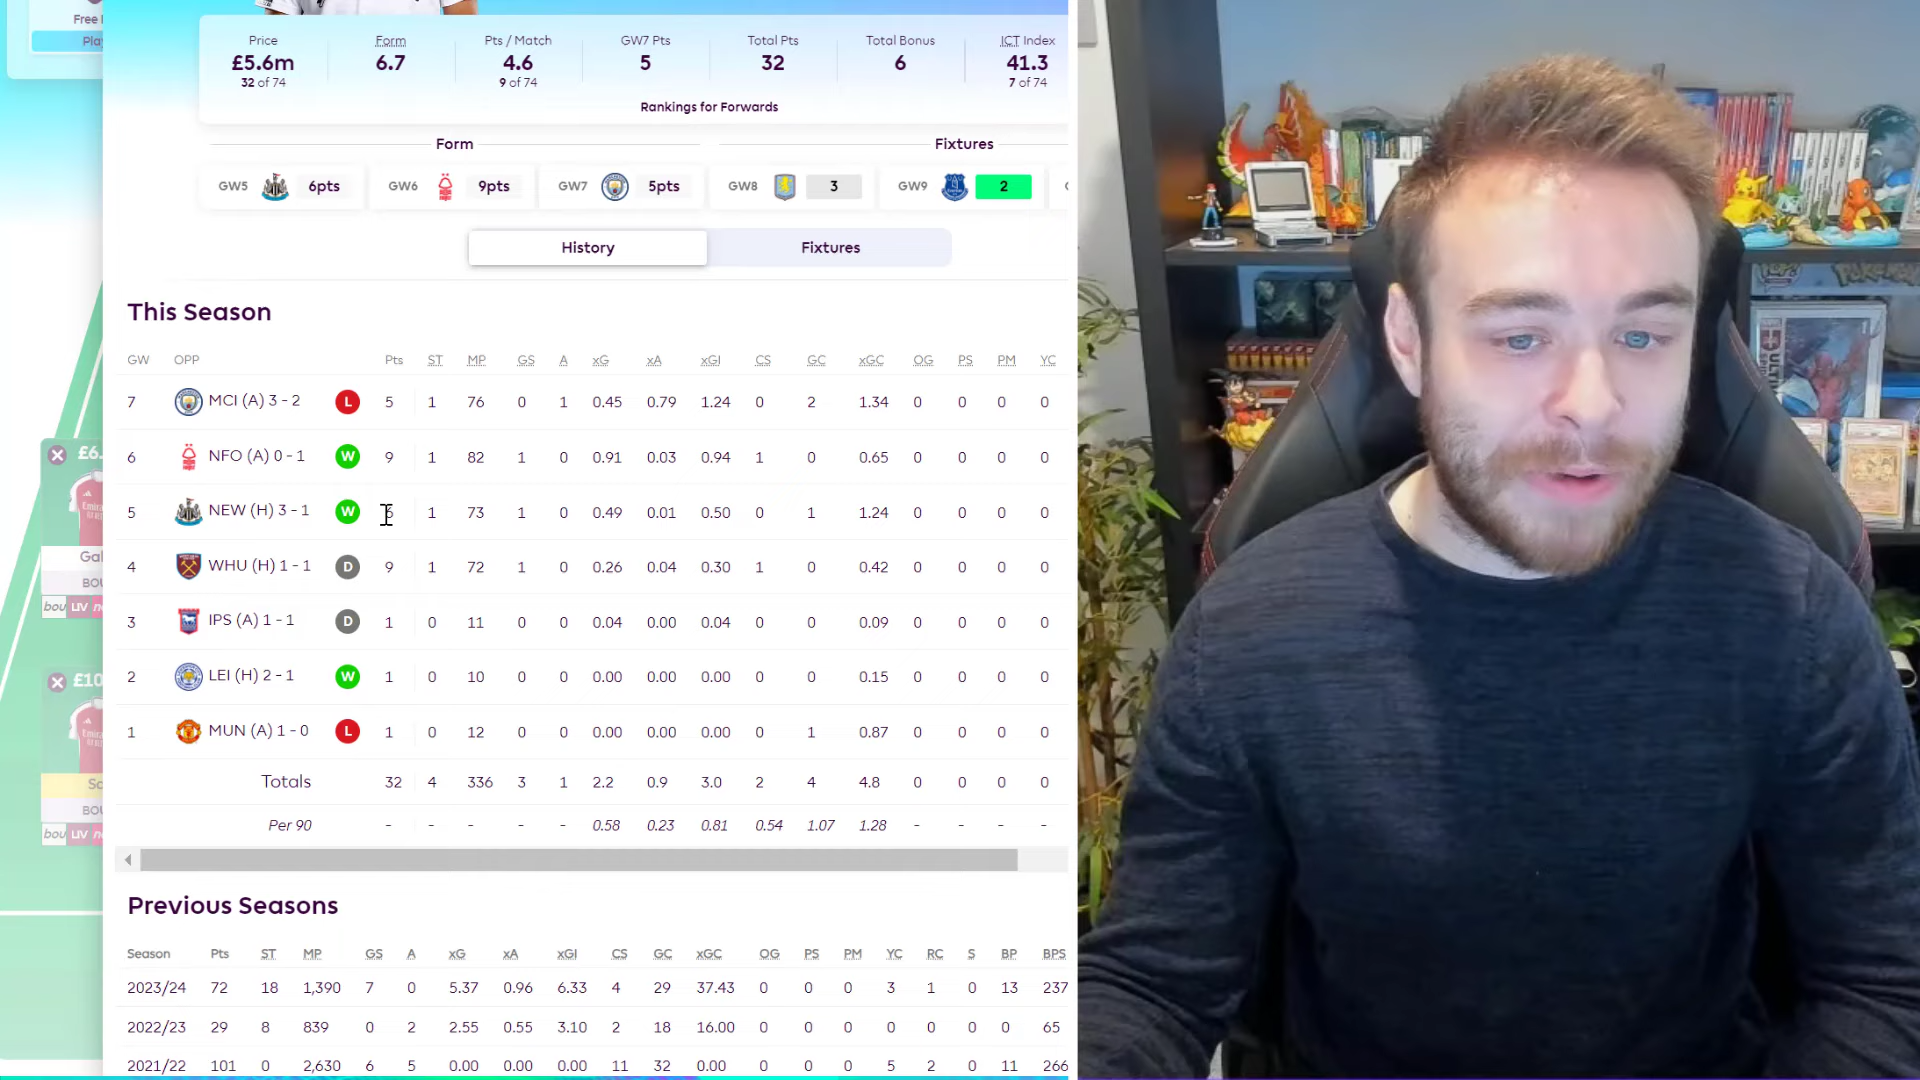 Free
Pla
Price Form Pts / Match GW7 Pts Total Pts Total Bonus ICT Index
£5.6m 6.7 4.6 5 32 6 41.3
32 of 74 9 of 74 7 of 74
Rankings for Forwards
Form Fixtures
GW5 6pts GW6 9pts GW7 5pts GW8 3 GW9 2
History Fixtures
This Season
GW OPP Pts ST MP GS A xG xA xGI CS GC xGC OG PS PM YC
7 MCI (A) 3 - 2 L 5 1 76 0 1 0.45 0.79 1.24 0 2 1.34 0 0 0 0
6 NFO (A) 0 - 1 W 9 1 82 1 0 0.91 0.03 0.94 1 0 0.65 0 0 0 0
5 NEW (H) 3 - 1 W 6 1 73 1 0 0.49 0.01 0.50 0 1 1.24 0 0 0 0
4 WHU (H) 1 - 1 D 9 1 72 1 0 0.26 0.04 0.30 1 0 0.42 0 0 0 0
3 IPS (A) 1 - 1 D 1 0 11 0 0 0.04 0.00 0.04 0 0 0.09 0 0 0 0
2 LEI (H) 2 - 1 W 1 0 10 0 0 0.00 0.00 0.00 0 0 0.15 0 0 0 0
1 MUN (A) 1 - 0 L 1 0 12 0 0 0.00 0.00 0.00 0 1 0.87 0 0 0 0
Totals 32 4 336 3 1 2.2 0.9 3.0 2 4 4.8 0 0 0 0
Per 90 - - - - - 0.58 0.23 0.81 0.54 1.07 1.28 - - - -
Previous Seasons
Season Pts ST MP GS A xG xA xGI CS GC xGC OG PS PM YC RC S BP BPS
2023/24 72 18 1,390 7 0 5.37 0.96 6.33 4 29 37.43 0 0 0 3 1 0 13 237
2022/23 29 8 839 0 2 2.55 0.55 3.10 2 18 16.00 0 0 0 0 0 0 0 65
2021/22 101 0 2,630 6 5 0.00 0.00 0.00 11 32 0.00 0 0 0 5 2 0 11 266
£6.
Gal
BOU
bou LIV
£10
BOU
bou LIV